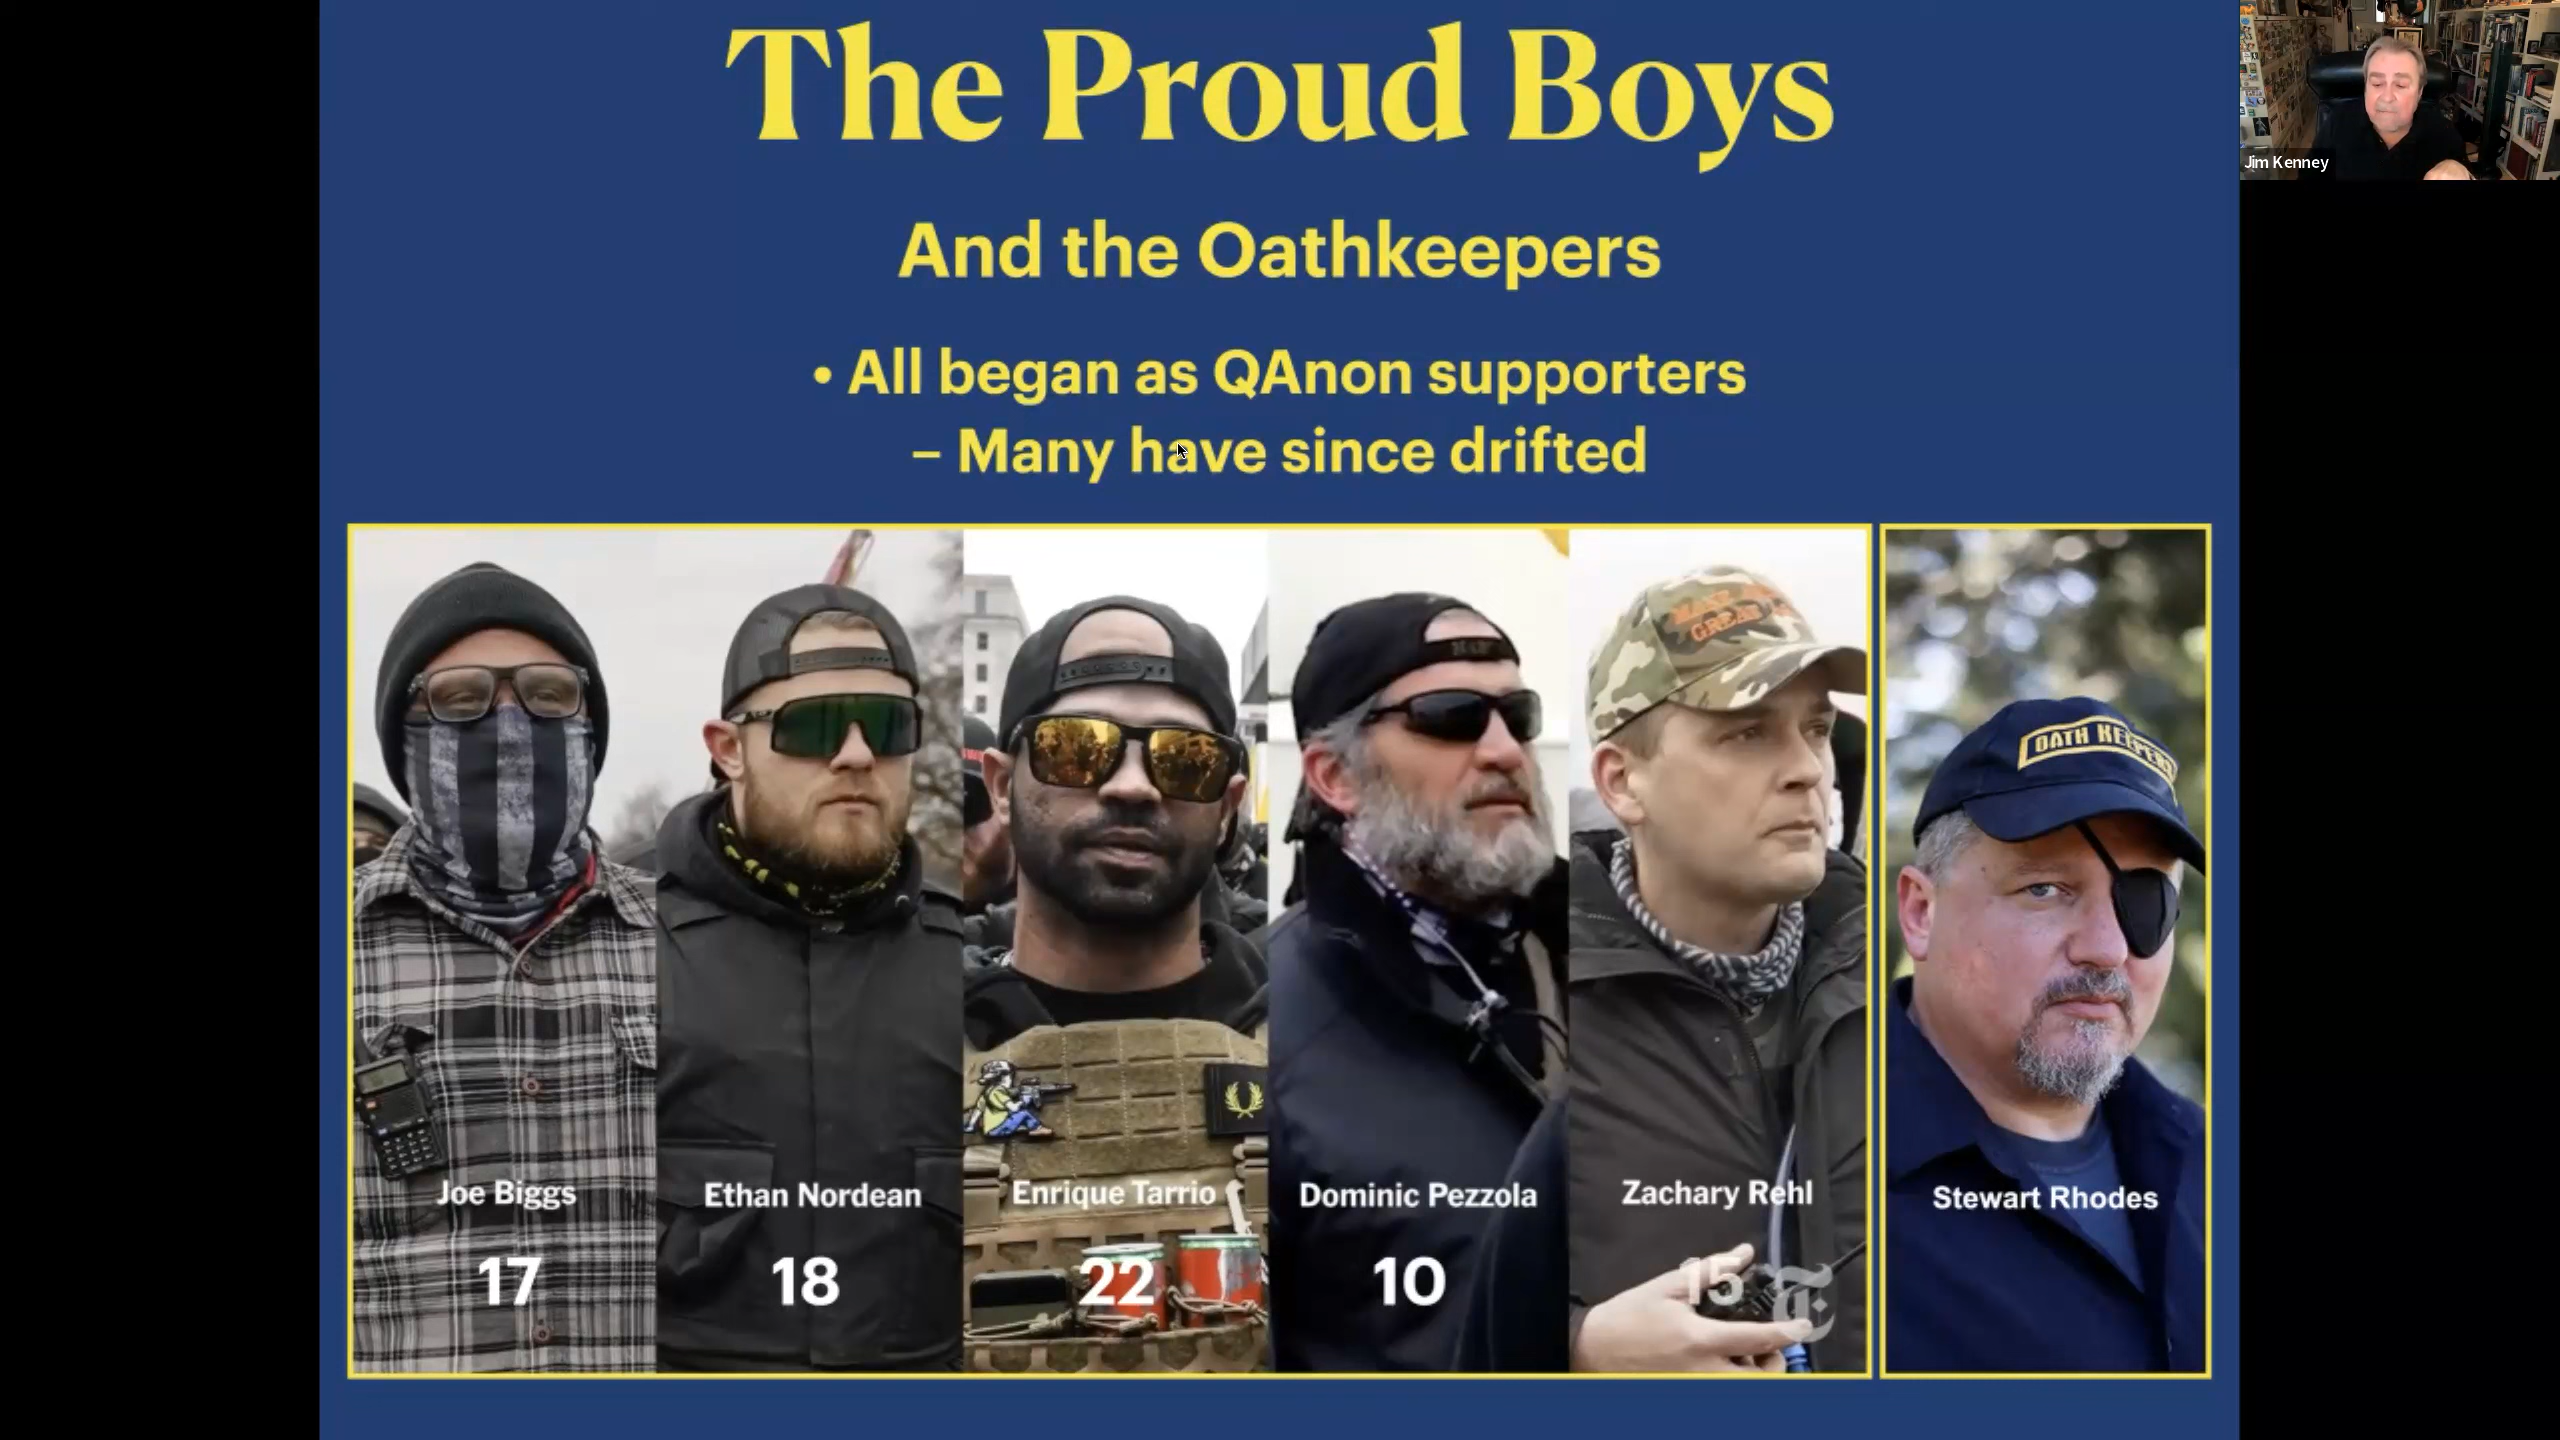 The Proud Boys
Jim Kenney
And the Oathkeepers
• All began as QAnon supporters
– Many have since drifted
GREAT
OATH KEEPERS
Joe Biggs
Ethan Nordean
Enrique Tarrio
Dominic Pezzola
Zachary Rehl
Stewart Rhodes
17
18
22
10
15